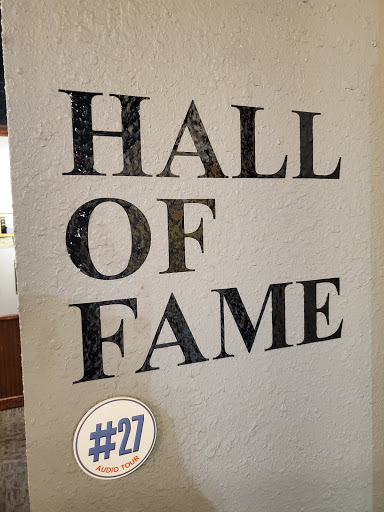 HALL
OF
FAME
#27
AUDIO TOUR